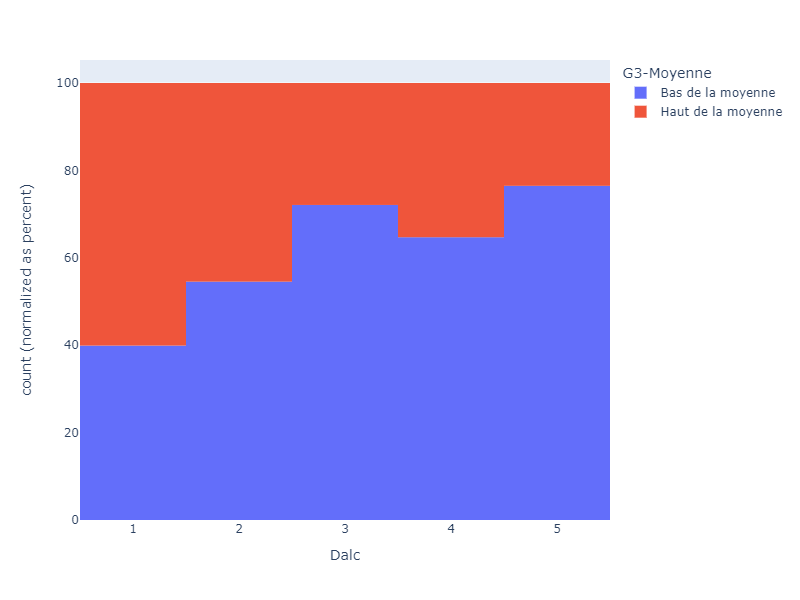 G3-Moyenne
Bas de la moyenne
Haut de la moyenne
count (normalized as percent)
100
80
60
40
20
0
1 2 3 4 5
Dalc